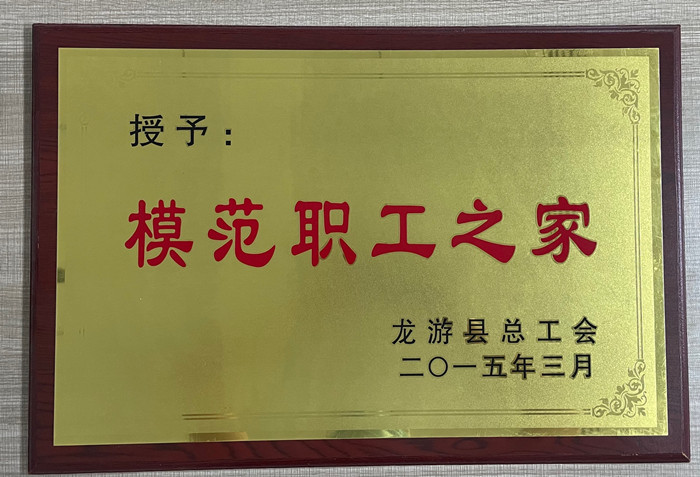 授予：
模范职工之家
龙游县总工会
二〇一五年三月